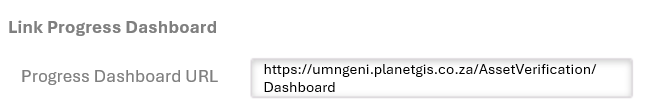 Link Progress Dashboard
Progress Dashboard URL
https://umngeni.planetgis.co.za/AssetVerification/
Dashboard